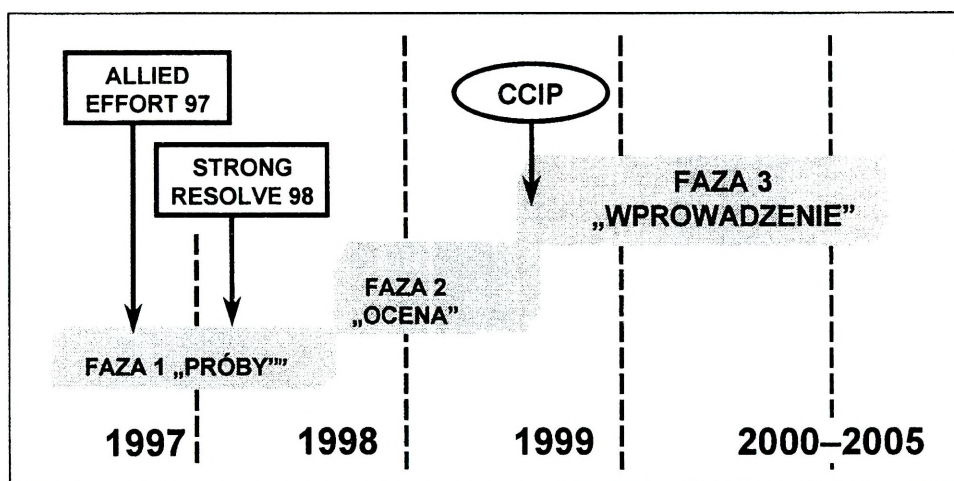 ALLIED
EFFORT 97
STRONG
RESOLVE 98
CCIP
FAZA 3
„WPROWADZENIE”
FAZA 2
„OCENA”
FAZA 1 „PRÓBY””
1997
1998
1999
2000–2005